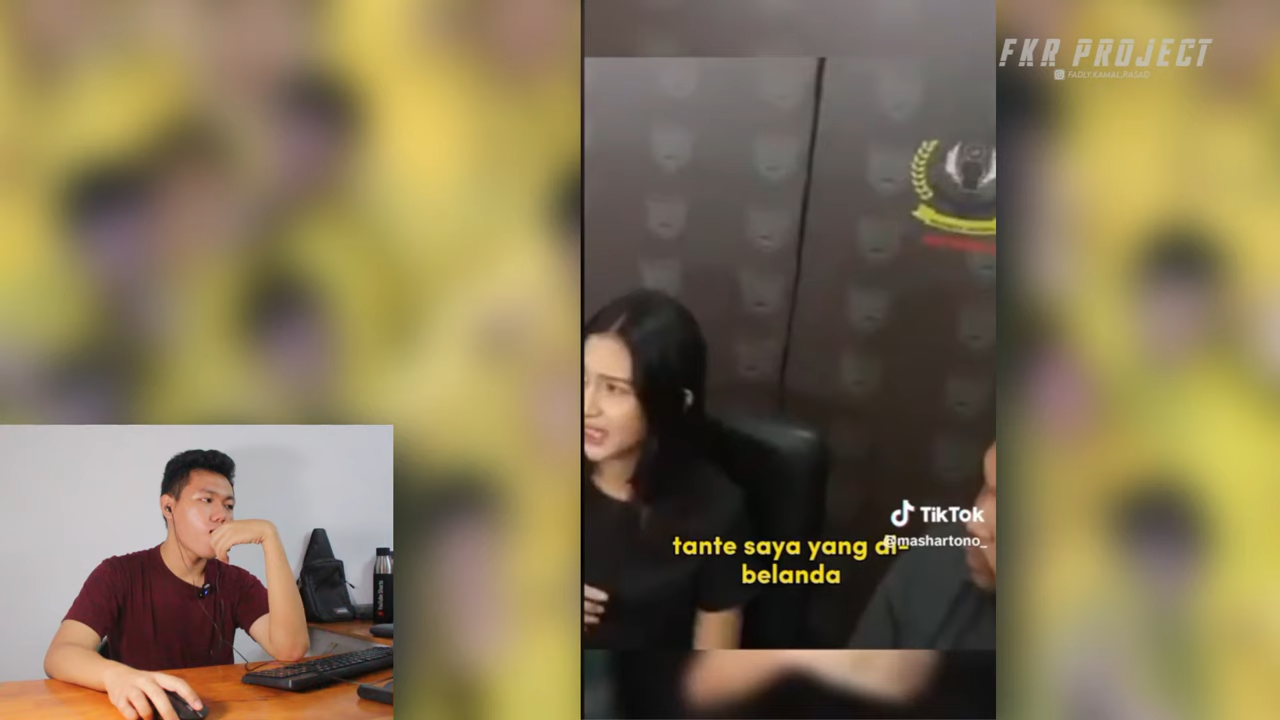 FKR PROJECT
FADLY.KAMAL.RASAD
TikTok
@mashartono_
tante saya yang di-
belanda